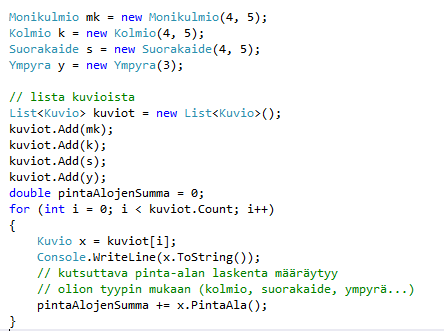 Monikulmio mk = new Monikulmio(4, 5);
Kolmio k = new Kolmio(4, 5);
Suorakaide s = new Suorakaide(4, 5);
Ympyra y = new Ympyra(3);

// lista kuvioista
List<Kuvio> kuviot = new List<Kuvio>();
kuviot.Add(mk);
kuviot.Add(k);
kuviot.Add(s);
kuviot.Add(y);
double pintaAlojenSumma = 0;
for (int i = 0; i < kuviot.Count; i++)
{
    Kuvio x = kuviot[i];
    Console.WriteLine(x.ToString());
    // kutsuttava pinta-alan laskenta määräytyy
    // olion tyypin mukaan (kolmio, suorakaide, ympyrä...)
    pintaAlojenSumma += x.PintaAla();
}